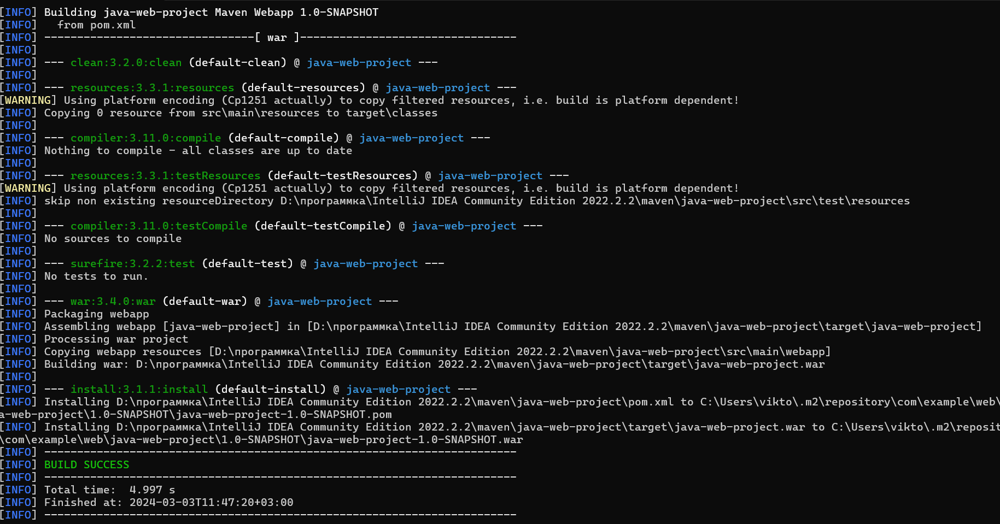 [INFO] Building java-web-project Maven Webapp 1.0-SNAPSHOT
[INFO]   from pom.xml
[INFO] --------------------------------[ war ]---------------------------------
[INFO]
[INFO] --- clean:3.2.0:clean (default-clean) @ java-web-project ---
[INFO]
[INFO] --- resources:3.3.1:resources (default-resources) @ java-web-project ---
[WARNING] Using platform encoding (Cp1251 actually) to copy filtered resources, i.e. build is platform dependent!
[INFO] Copying 0 resource from src\main\resources to target\classes
[INFO]
[INFO] --- compiler:3.11.0:compile (default-compile) @ java-web-project ---
[INFO] Nothing to compile - all classes are up to date
[INFO]
[INFO] --- resources:3.3.1:testResources (default-testResources) @ java-web-project ---
[WARNING] Using platform encoding (Cp1251 actually) to copy filtered resources, i.e. build is platform dependent!
[INFO] skip non existing resourceDirectory D:\программка\IntelliJ IDEA Community Edition 2022.2.2\maven\java-web-project\src\test\resources
[INFO]
[INFO] --- compiler:3.11.0:testCompile (default-testCompile) @ java-web-project ---
[INFO] No sources to compile
[INFO]
[INFO] --- surefire:3.2.2:test (default-test) @ java-web-project ---
[INFO] No tests to run.
[INFO]
[INFO] --- war:3.4.0:war (default-war) @ java-web-project ---
[INFO] Packaging webapp
[INFO] Assembling webapp [java-web-project] in [D:\программка\IntelliJ IDEA Community Edition 2022.2.2\maven\java-web-project\target\java-web-project]
[INFO] Processing war project
[INFO] Copying webapp resources [D:\программка\IntelliJ IDEA Community Edition 2022.2.2\maven\java-web-project\src\main\webapp]
[INFO] Building war: D:\программка\IntelliJ IDEA Community Edition 2022.2.2\maven\java-web-project\target\java-web-project.war
[INFO]
[INFO] --- install:3.1.1:install (default-install) @ java-web-project ---
[INFO] Installing D:\программка\IntelliJ IDEA Community Edition 2022.2.2\maven\java-web-project\pom.xml to C:\Users\vikto\.m2\repository\com\example\web\
a-web-project\1.0-SNAPSHOT\java-web-project-1.0-SNAPSHOT.pom
[INFO] Installing D:\программка\IntelliJ IDEA Community Edition 2022.2.2\maven\java-web-project\target\java-web-project.war to C:\Users\vikto\.m2\reposit
\com\example\web\java-web-project\1.0-SNAPSHOT\java-web-project-1.0-SNAPSHOT.war
[INFO] ------------------------------------------------------------------------
[INFO] BUILD SUCCESS
[INFO] ------------------------------------------------------------------------
[INFO] Total time:  4.997 s
[INFO] Finished at: 2024-03-03T11:47:20+03:00
[INFO] ------------------------------------------------------------------------